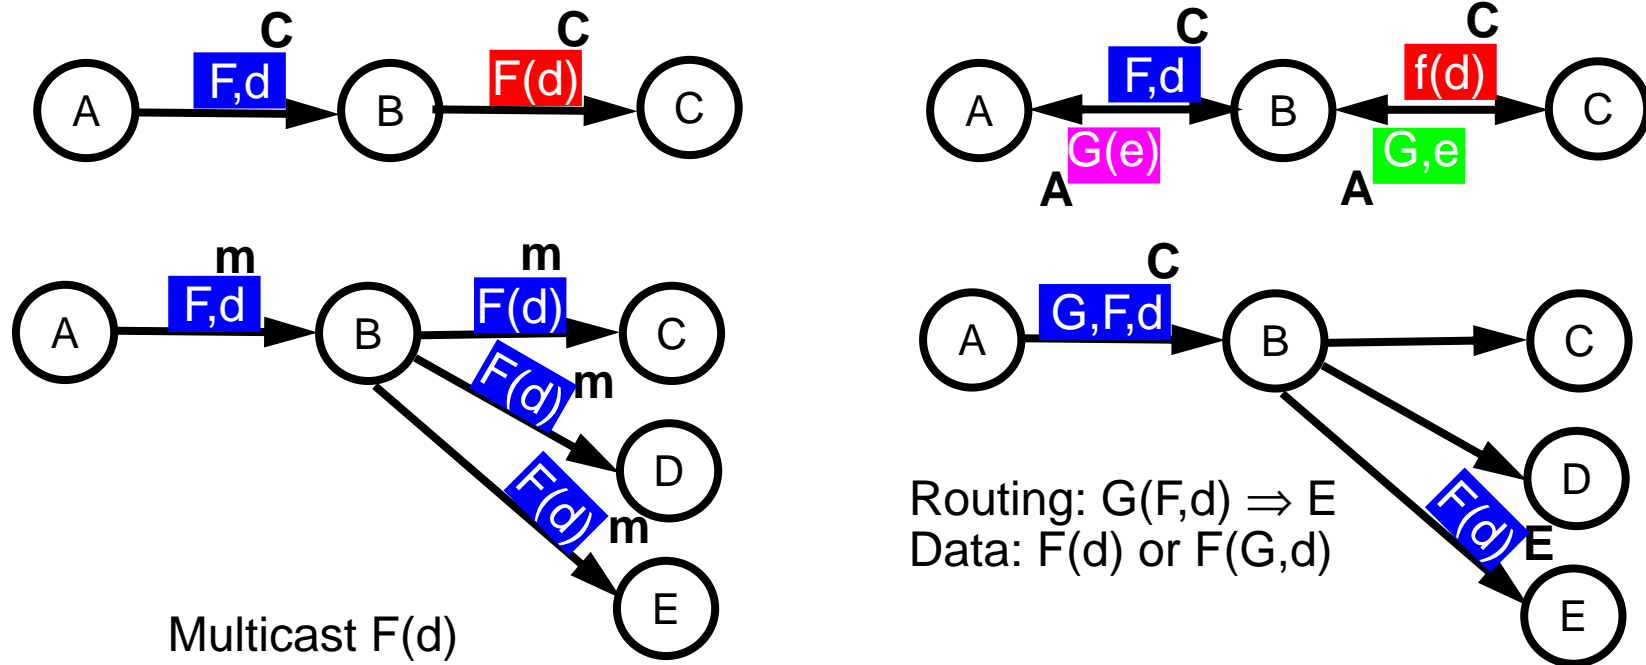 C
C
F,d
F(d)
A
B
C
C
C
F,d
f(d)
A
B
C
G(e)
G,e
A
A
m
m
F,d
F(d)
A
B
C
F(d)
m
D
F(d)
m
E
Multicast F(d)
C
G,F,d
A
B
C
D
Routing: G(F,d) ⇒ E
Data: F(d) or F(G,d)
F(d)
E
E